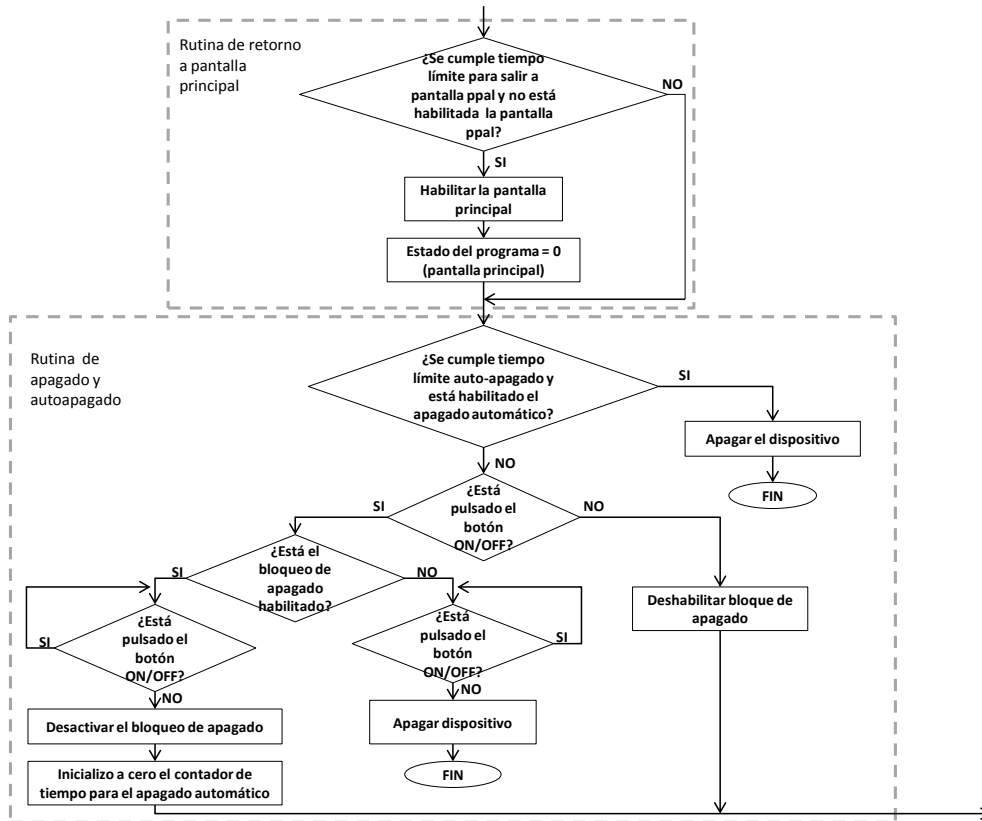 Rutina de retorno
a pantalla
principal
¿Se cumple tiempo
límite para salir a
pantalla ppal y no está
habilitada la pantalla
ppal?
NO
SI
Habilitar la pantalla
principal
Estado del programa = 0
(pantalla principal)
Rutina de
apagado y
autoapagado
¿Se cumple tiempo
límite auto-apagado y
está habilitado el
apagado automático?
SI
Apagar el dispositivo
FIN
NO
¿Está
pulsado el
botón
ON/OFF?
SI
NO
¿Está el
bloqueo de
apagado
habilitado?
SI
NO
Deshabilitar bloque de
apagado
¿Está
pulsado el
botón
ON/OFF?
SI
NO
¿Está
pulsado el
botón
ON/OFF?
SI
NO
Desactivar el bloqueo de apagado
Apagar dispositivo
Inicializo a cero el contador de
tiempo para el apagado automático
FIN